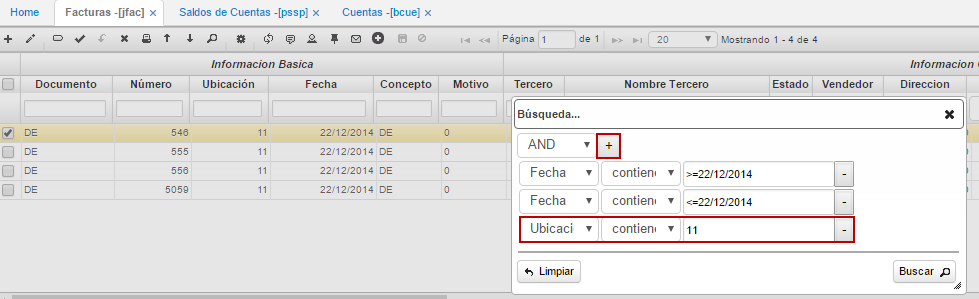 Home Facturas -[jfac] × Saldos de Cuentas -[pssp] × Cuentas -[bcue] ×
Página 1 de 1 20 Mostrando 1 - 4 de 4
Informacion Basica Informacion
Documento Número Ubicación Fecha Concepto Motivo Tercero Nombre Tercero Estado Vendedor Direccion
DE 546 11 22/12/2014 DE 0
DE 555 11 22/12/2014 DE 0
DE 556 11 22/12/2014 DE 0
DE 5059 11 22/12/2014 DE 0
Búsqueda...
AND +
Fecha contiene >=22/12/2014 -
Fecha contiene <=22/12/2014 -
Ubicaci contiene 11 -
Limpiar Buscar